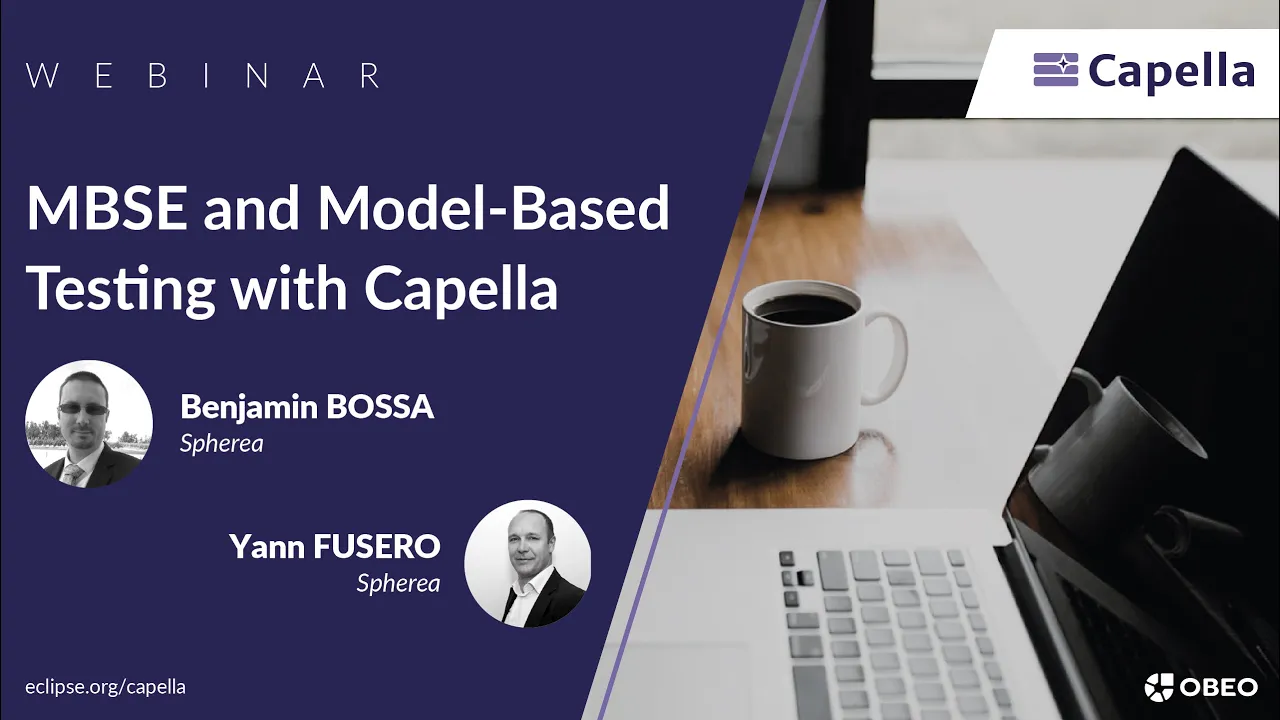 WEBINAR
Capella
MBSE and Model-Based
Testing with Capella
Benjamin BOSSA
Spherea
Yann FUSERO
Spherea
eclipse.org/capella
OBEO